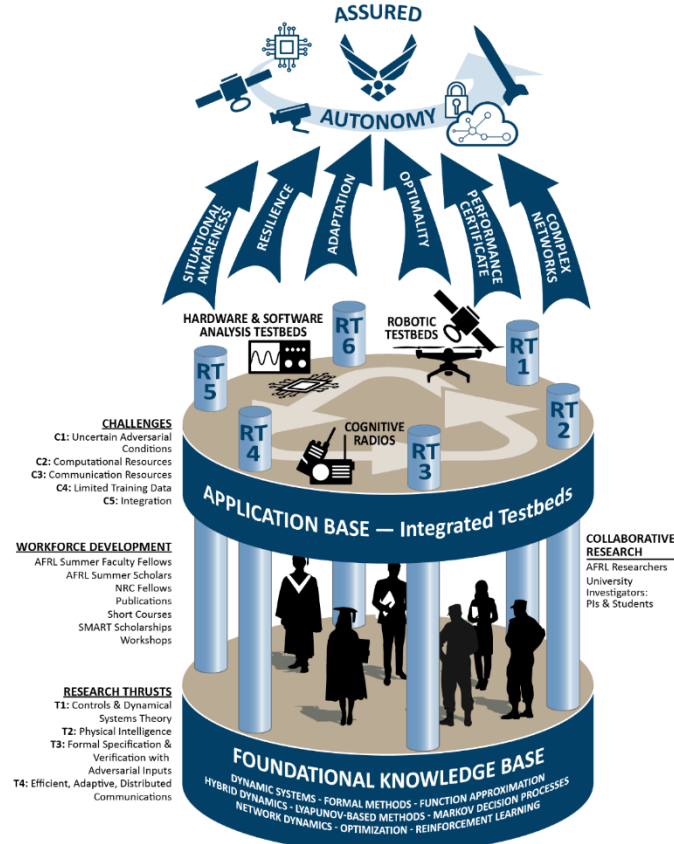 ASSURED
AUTONOMY
SITUATIONAL
AWARENESS
RESILIENCE
ADAPTATION
OPTIMALITY
PERFORMANCE
CERTIFICATE
COMPLEX
NETWORKS
HARDWARE & SOFTWARE
ANALYSIS TESTBEDS
RT
6
ROBOTIC
TESTBEDS
RT
1
RT
5
RT
2
RT
4
COGNITIVE
RADIOS
RT
3
CHALLENGES
C1: Uncertain Adversarial
Conditions
C2: Computational Resources
C3: Communication Resources
C4: Limited Training Data
C5: Integration
APPLICATION BASE — Integrated Testbeds
WORKFORCE DEVELOPMENT
AFRL Summer Faculty Fellows
AFRL Summer Scholars
NRC Fellows
Publications
Short Courses
SMART Scholarships
Workshops
COLLABORATIVE
RESEARCH
AFRL Researchers
University
Investigators:
PIs & Students
RESEARCH THRUSTS
T1: Controls & Dynamical
Systems Theory
T2: Physical Intelligence
T3: Formal Specification &
Verification with
Adversarial Inputs
T4: Efficient, Adaptive, Distributed
Communications
FOUNDATIONAL KNOWLEDGE BASE
DYNAMIC SYSTEMS - FORMAL METHODS - FUNCTION APPROXIMATION
HYBRID DYNAMICS - LYAPUNOV-BASED METHODS - MARKOV DECISION PROCESSES
NETWORK DYNAMICS - OPTIMIZATION - REINFORCEMENT LEARNING